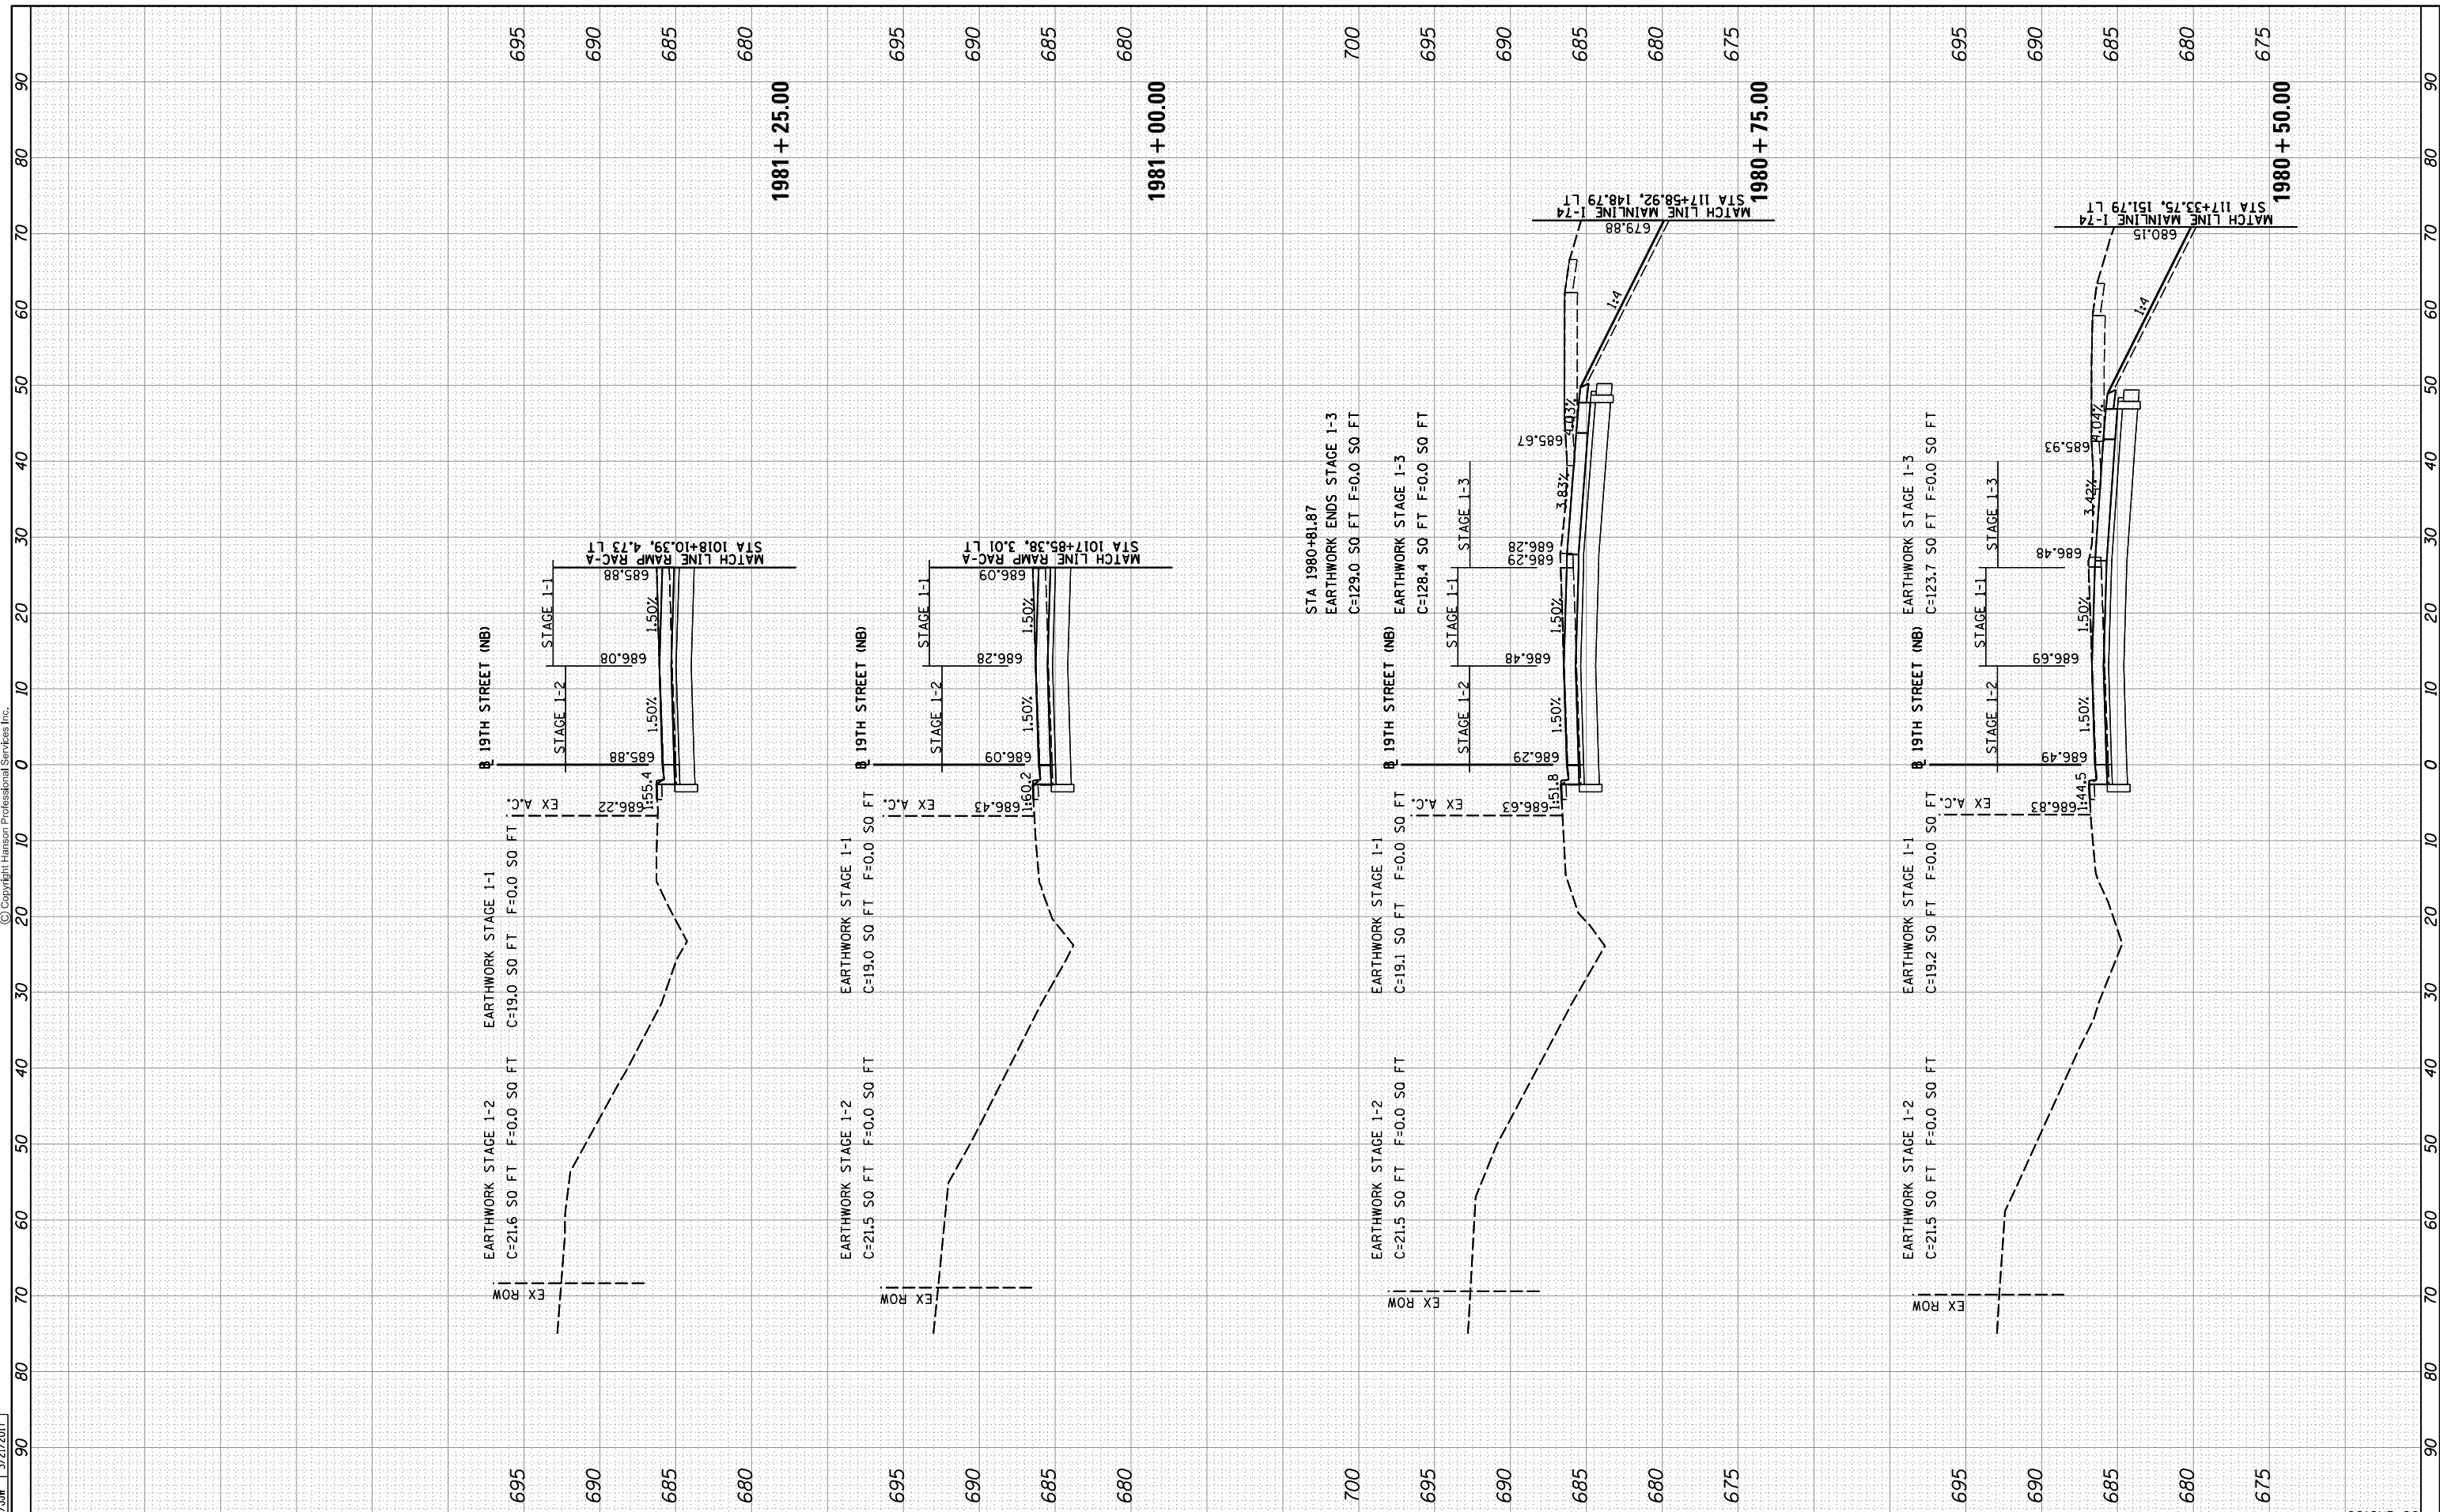 © Copyright Hanson Professional Services Inc.
90 80 70 60 50 40 30 20 10 0 10 20 30 40 50 60 70 80 90
695 690 685 680
1981+25.00
B 19TH STREET (NB)
EARTHWORK STAGE 1-2
C=21.6 SQ FT F=0.0 SQ FT
EARTHWORK STAGE 1-1
C=19.0 SQ FT F=0.0 SQ FT
STAGE 1-2
STAGE 1-1
EX ROW
EX A.C.
686.22
1:55.4
685.88
1.50%
686.08
1.50%
685.88
MATCH LINE RAMP RAC-A
STA 1018+10.39, 4.73 LT
695 690 685 680
695 690 685 680
1981+00.00
B 19TH STREET (NB)
EARTHWORK STAGE 1-2
C=21.5 SQ FT F=0.0 SQ FT
EARTHWORK STAGE 1-1
C=19.0 SQ FT F=0.0 SQ FT
STAGE 1-2
STAGE 1-1
EX ROW
EX A.C.
686.43
1:60.2
686.09
1.50%
686.28
1.50%
686.09
MATCH LINE RAMP RAC-A
STA 1017+85.38, 3.01 LT
695 690 685 680
700 695 690 685 680 675
1980+75.00
STA 1980+81.87
EARTHWORK ENDS STAGE 1-3
C=129.0 SQ FT F=0.0 SQ FT
EARTHWORK STAGE 1-3
C=128.4 SQ FT F=0.0 SQ FT
B 19TH STREET (NB)
EARTHWORK STAGE 1-2
C=21.5 SQ FT F=0.0 SQ FT
EARTHWORK STAGE 1-1
C=19.1 SQ FT F=0.0 SQ FT
STAGE 1-2
STAGE 1-1
STAGE 1-3
EX ROW
EX A.C.
686.63
1:51.8
686.29
1.50%
686.48
1.50%
686.29
686.28
3.83%
685.67
4.03%
1:4
679.88
MATCH LINE MAINLINE I-74
STA 117+58.92, 148.79 LT
700 695 690 685 680 675
695 690 685 680 675
1980+50.00
EARTHWORK STAGE 1-3
C=123.7 SQ FT F=0.0 SQ FT
B 19TH STREET (NB)
EARTHWORK STAGE 1-2
C=21.5 SQ FT F=0.0 SQ FT
EARTHWORK STAGE 1-1
C=19.2 SQ FT F=0.0 SQ FT
STAGE 1-2
STAGE 1-1
STAGE 1-3
EX ROW
EX A.C.
686.83
1:44.5
686.49
1.50%
686.69
1.50%
686.48
3.42%
685.93
4.04%
1:4
680.15
MATCH LINE MAINLINE I-74
STA 117+33.75, 151.79 LT
695 690 685 680 675
90 80 70 60 50 40 30 20 10 0 10 20 30 40 50 60 70 80 90